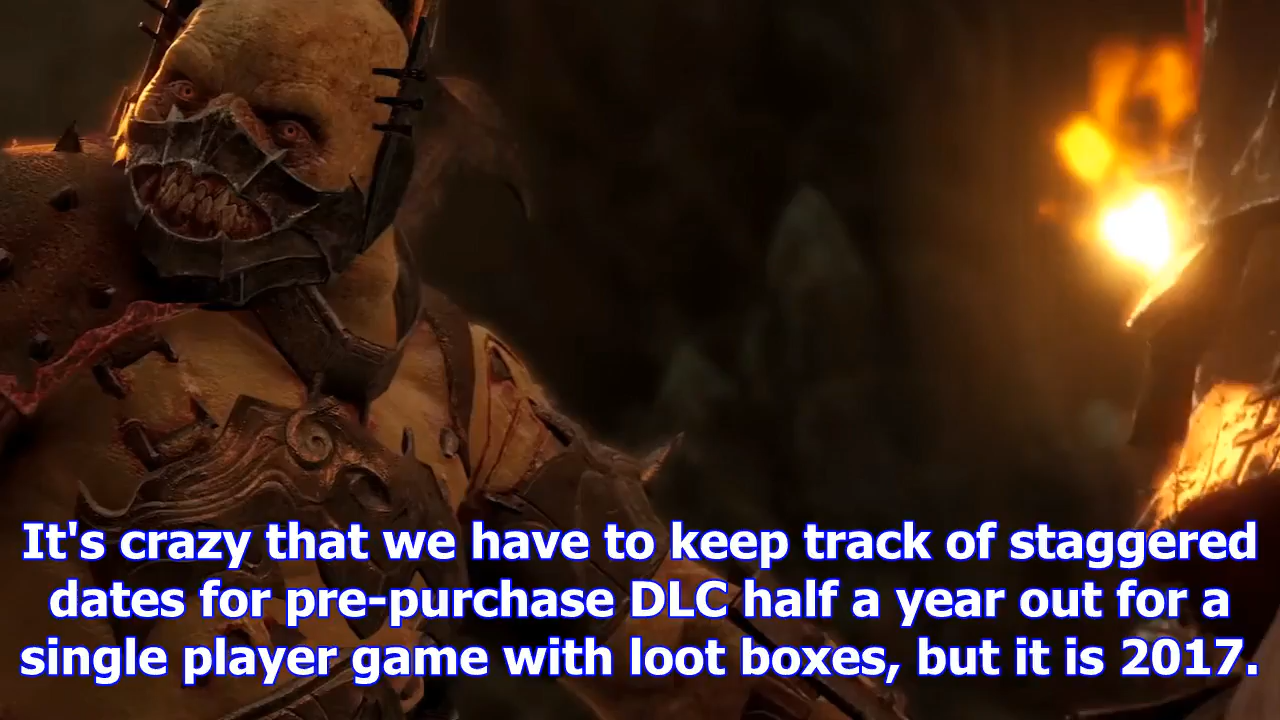 It's crazy that we have to keep track of staggered
dates for pre-purchase DLC half a year out for a
single player game with loot boxes, but it is 2017.